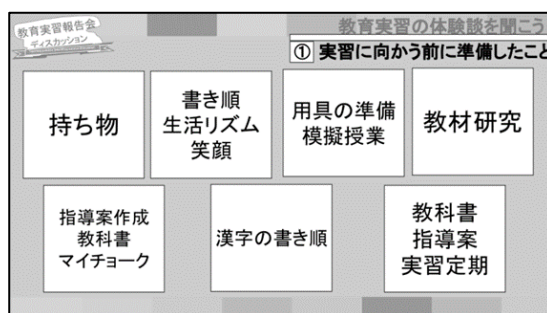 教育実習報告会
ディスカッション
教育実習の体験談を聞こう
① 実習に向かう前に準備したこと
持ち物
書き順
生活リズム
笑顔
用具の準備
模擬授業
教材研究
指導案作成
教科書
マイチョーク
漢字の書き順
教科書
指導案
実習定期